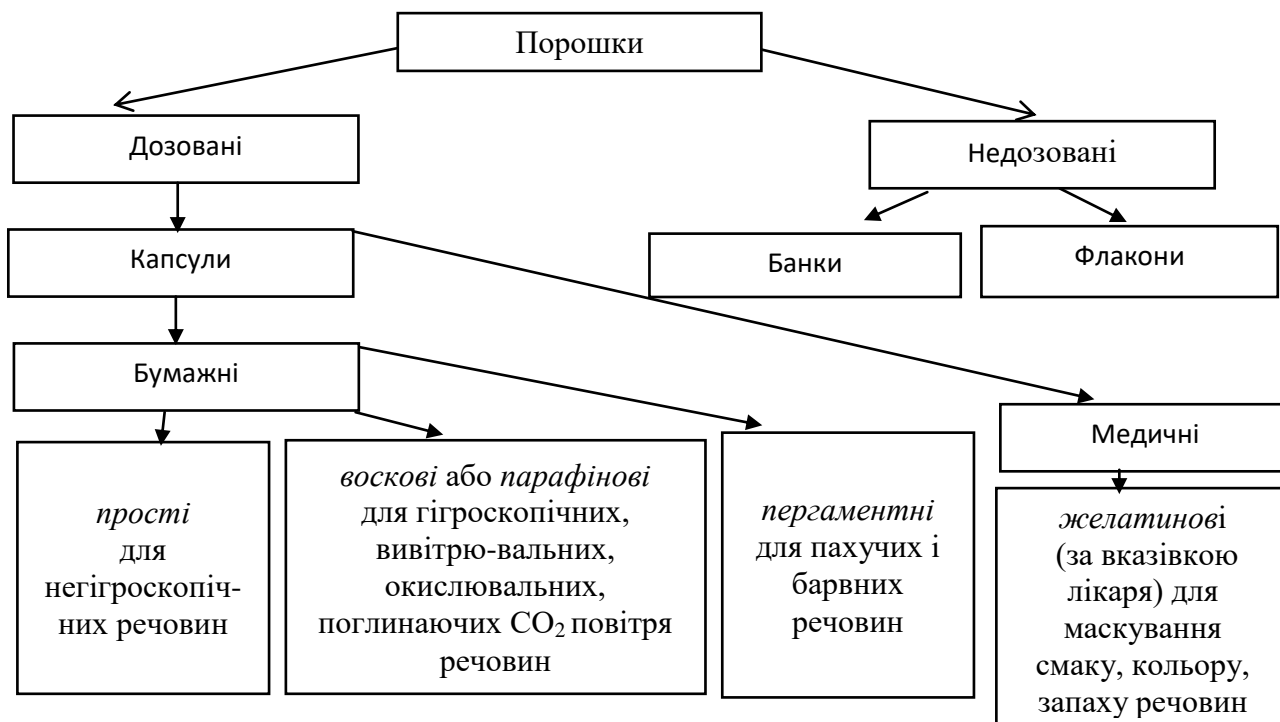 Порошки
Дозовані
Недозовані
Капсули
Банки
Флакони
Бумажні
Медичні
прості
для
негігроскопіч-
них речовин
воскові або парафінові
для гігроскопічних,
вивітрю-вальних,
окислювальних,
поглинаючих CO₂ повітря
речовин
пергаментні
для пахучих і
барвних
речовин
желатинові
(за вказівкою
лікаря) для
маскування
смаку, кольору,
запаху речовин